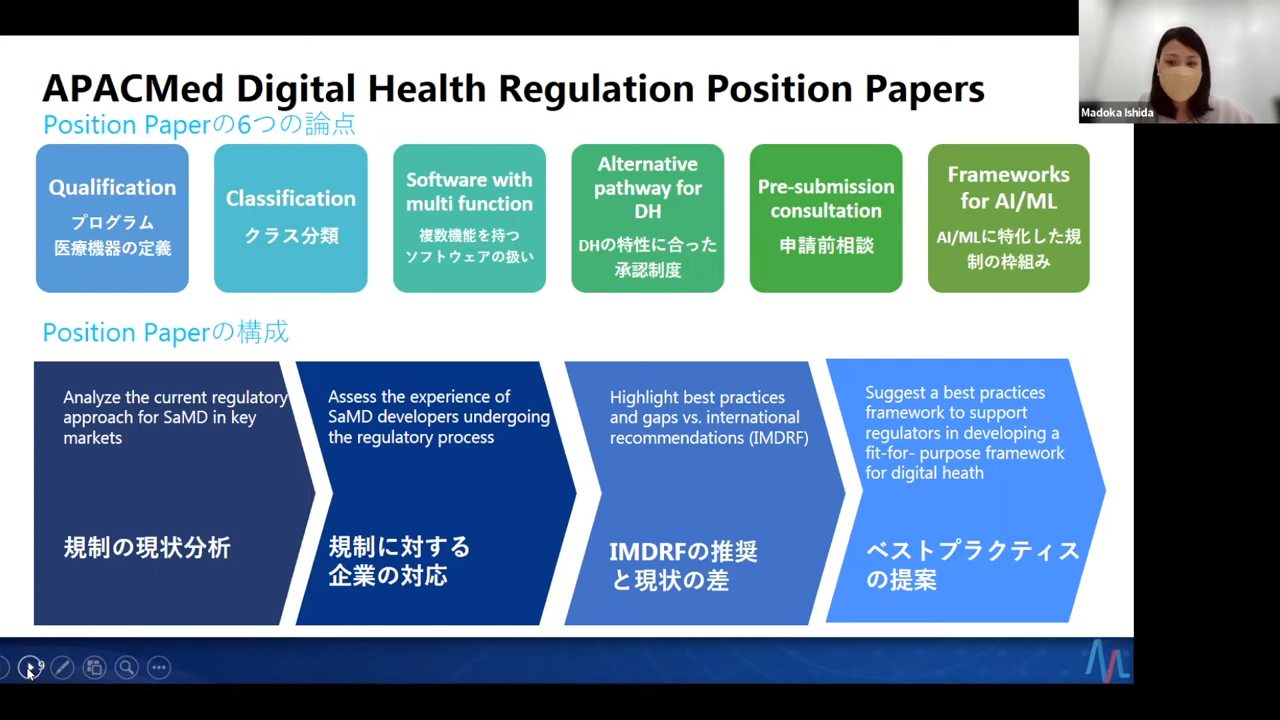 APACMed Digital Health Regulation Position Papers
Position Paperの6つの論点
Qualification
プログラム
医療機器の定義
Classification
クラス分類
Software with
multi function
複数機能を持つ
ソフトウェアの扱い
Alternative
pathway for
DH
DHの特性に合った
承認制度
Pre-submission
consultation
申請前相談
Frameworks
for AI/ML
AI/MLに特化した規
制の枠組み
Position Paperの構成
Analyze the current regulatory
approach for SaMD in key
markets
規制の現状分析
Assess the experience of
SaMD developers undergoing
the regulatory process
規制に対する
企業の対応
Highlight best practices
and gaps vs. international
recommendations (IMDRF)
IMDRFの推奨
と現状の差
Suggest a best practices
framework to support
regulators in developing a
fit-for- purpose framework
for digital heath
ベストプラクティス
の提案
9
Madoka Ishida